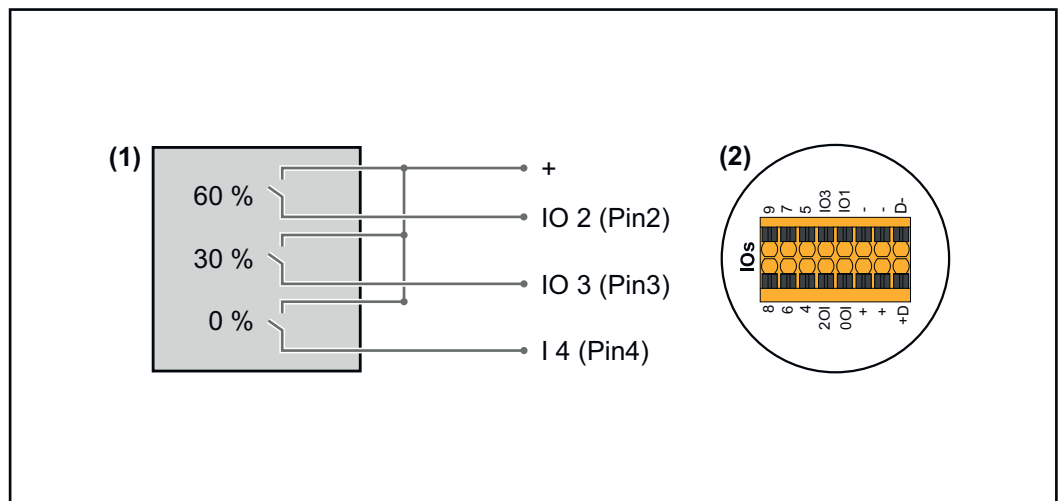 (1)
60 %
30 %
0 %
+
IO 2 (Pin2)
IO 3 (Pin3)
I 4 (Pin4)
(2)
9 7 5 IO3 IO1 - - D-
IOs
8 6 4 2OI 0OI + + +D